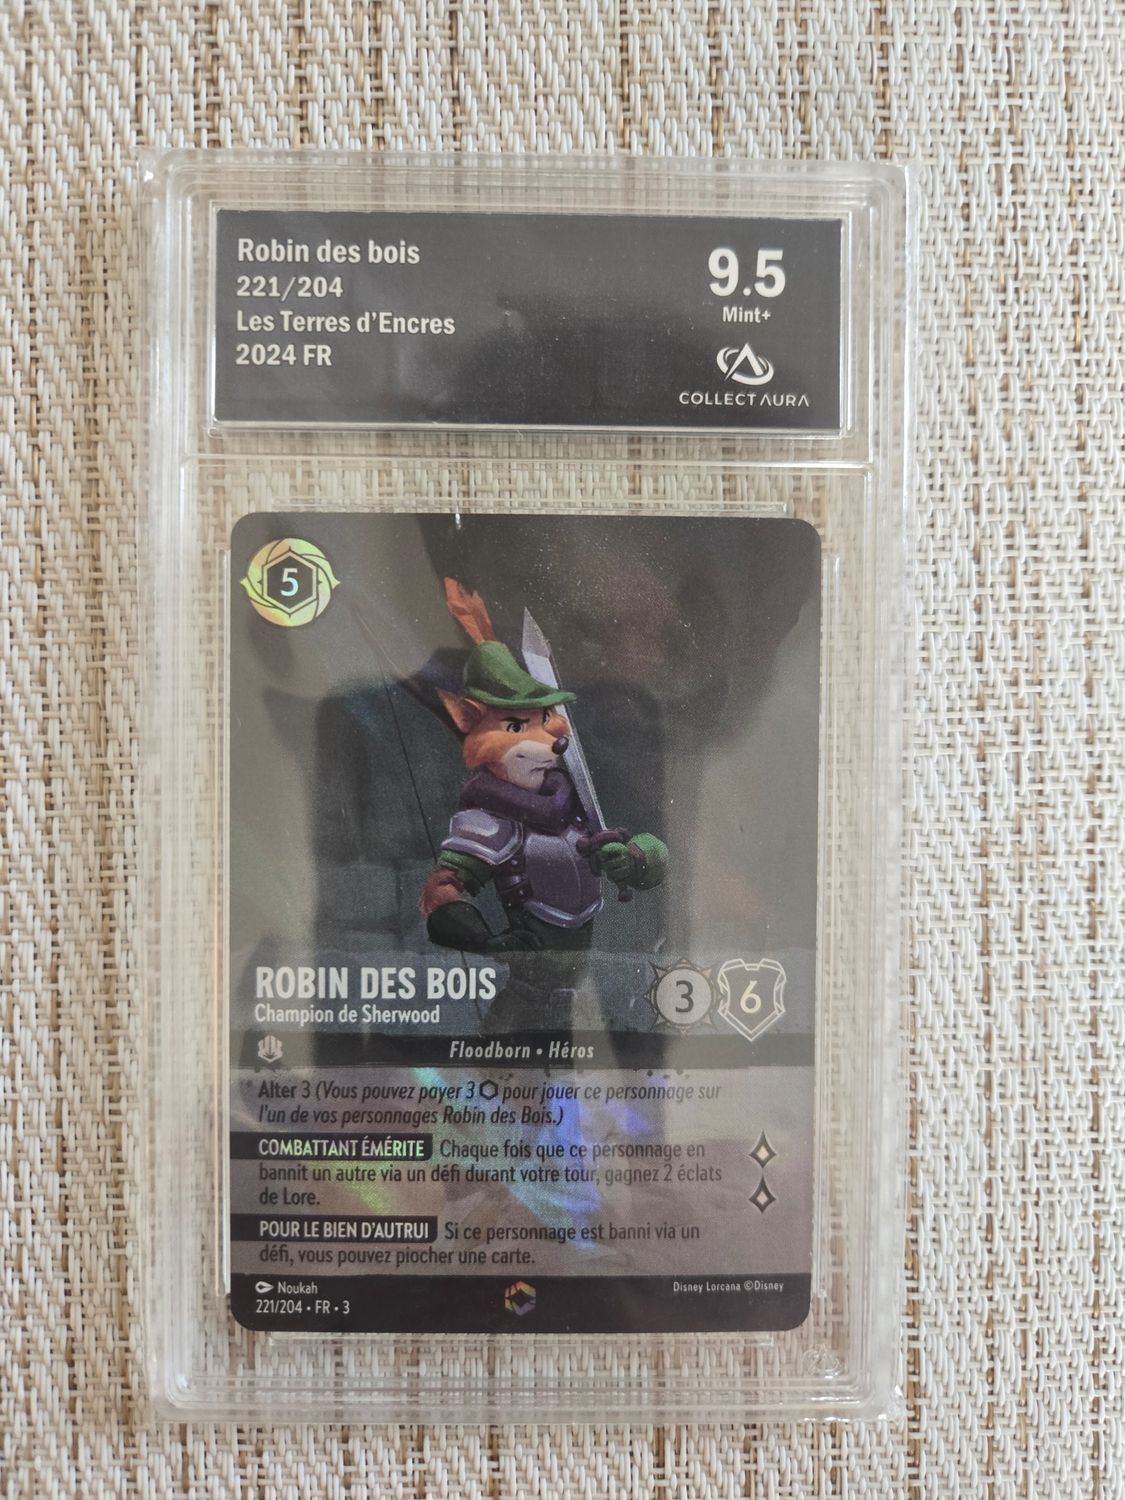 Robin des bois
221/204
Les Terres d'Encres
2024 FR
9.5
Mint+
COLLECT AURA
5
ROBIN DES BOIS
Champion de Sherwood
3
6
Floodborn • Héros
Alter 3 (Vous pouvez payer 3 pour jouer ce personnage sur
l'un de vos personnages Robin des Bois.)
COMBATTANT ÉMÉRITE Chaque fois que ce personnage en
bannit un autre via un défi durant votre tour, gagnez 2 éclats
de Lore.
POUR LE BIEN D'AUTRUI Si ce personnage est banni via un
défi, vous pouvez piocher une carte.
Noukah
221/204 • FR • 3
Disney Lorcana ©Disney